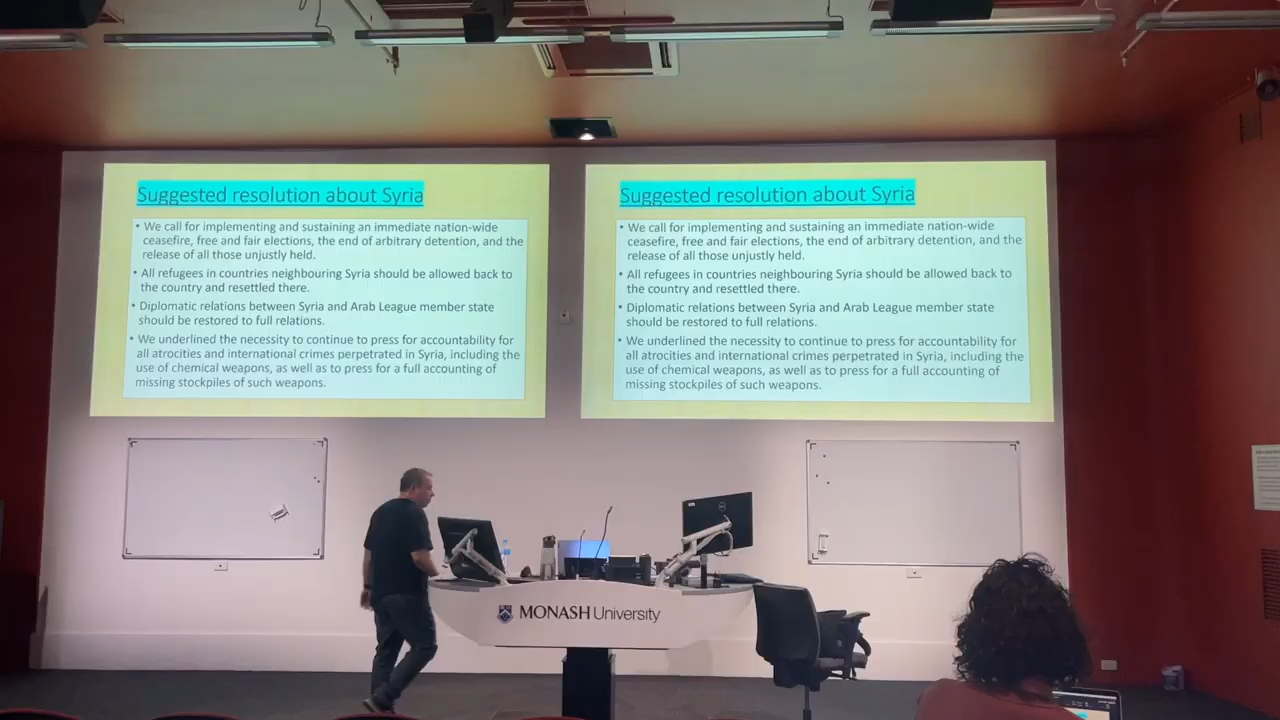 Suggested resolution about Syria
• We call for implementing and sustaining an immediate nation-wide
ceasefire, free and fair elections, the end of arbitrary detention, and the
release of all those unjustly held.
• All refugees in countries neighbouring Syria should be allowed back to
the country and resettled there.
• Diplomatic relations between Syria and Arab League member state
should be restored to full relations.
• We underlined the necessity to continue to press for accountability for
all atrocities and international crimes perpetrated in Syria, including the
use of chemical weapons, as well as to press for a full accounting of
missing stockpiles of such weapons.
Suggested resolution about Syria
• We call for implementing and sustaining an immediate nation-wide
ceasefire, free and fair elections, the end of arbitrary detention, and the
release of all those unjustly held.
• All refugees in countries neighbouring Syria should be allowed back to
the country and resettled there.
• Diplomatic relations between Syria and Arab League member state
should be restored to full relations.
• We underlined the necessity to continue to press for accountability for
all atrocities and international crimes perpetrated in Syria, including the
use of chemical weapons, as well as to press for a full accounting of
missing stockpiles of such weapons.
MONASH University